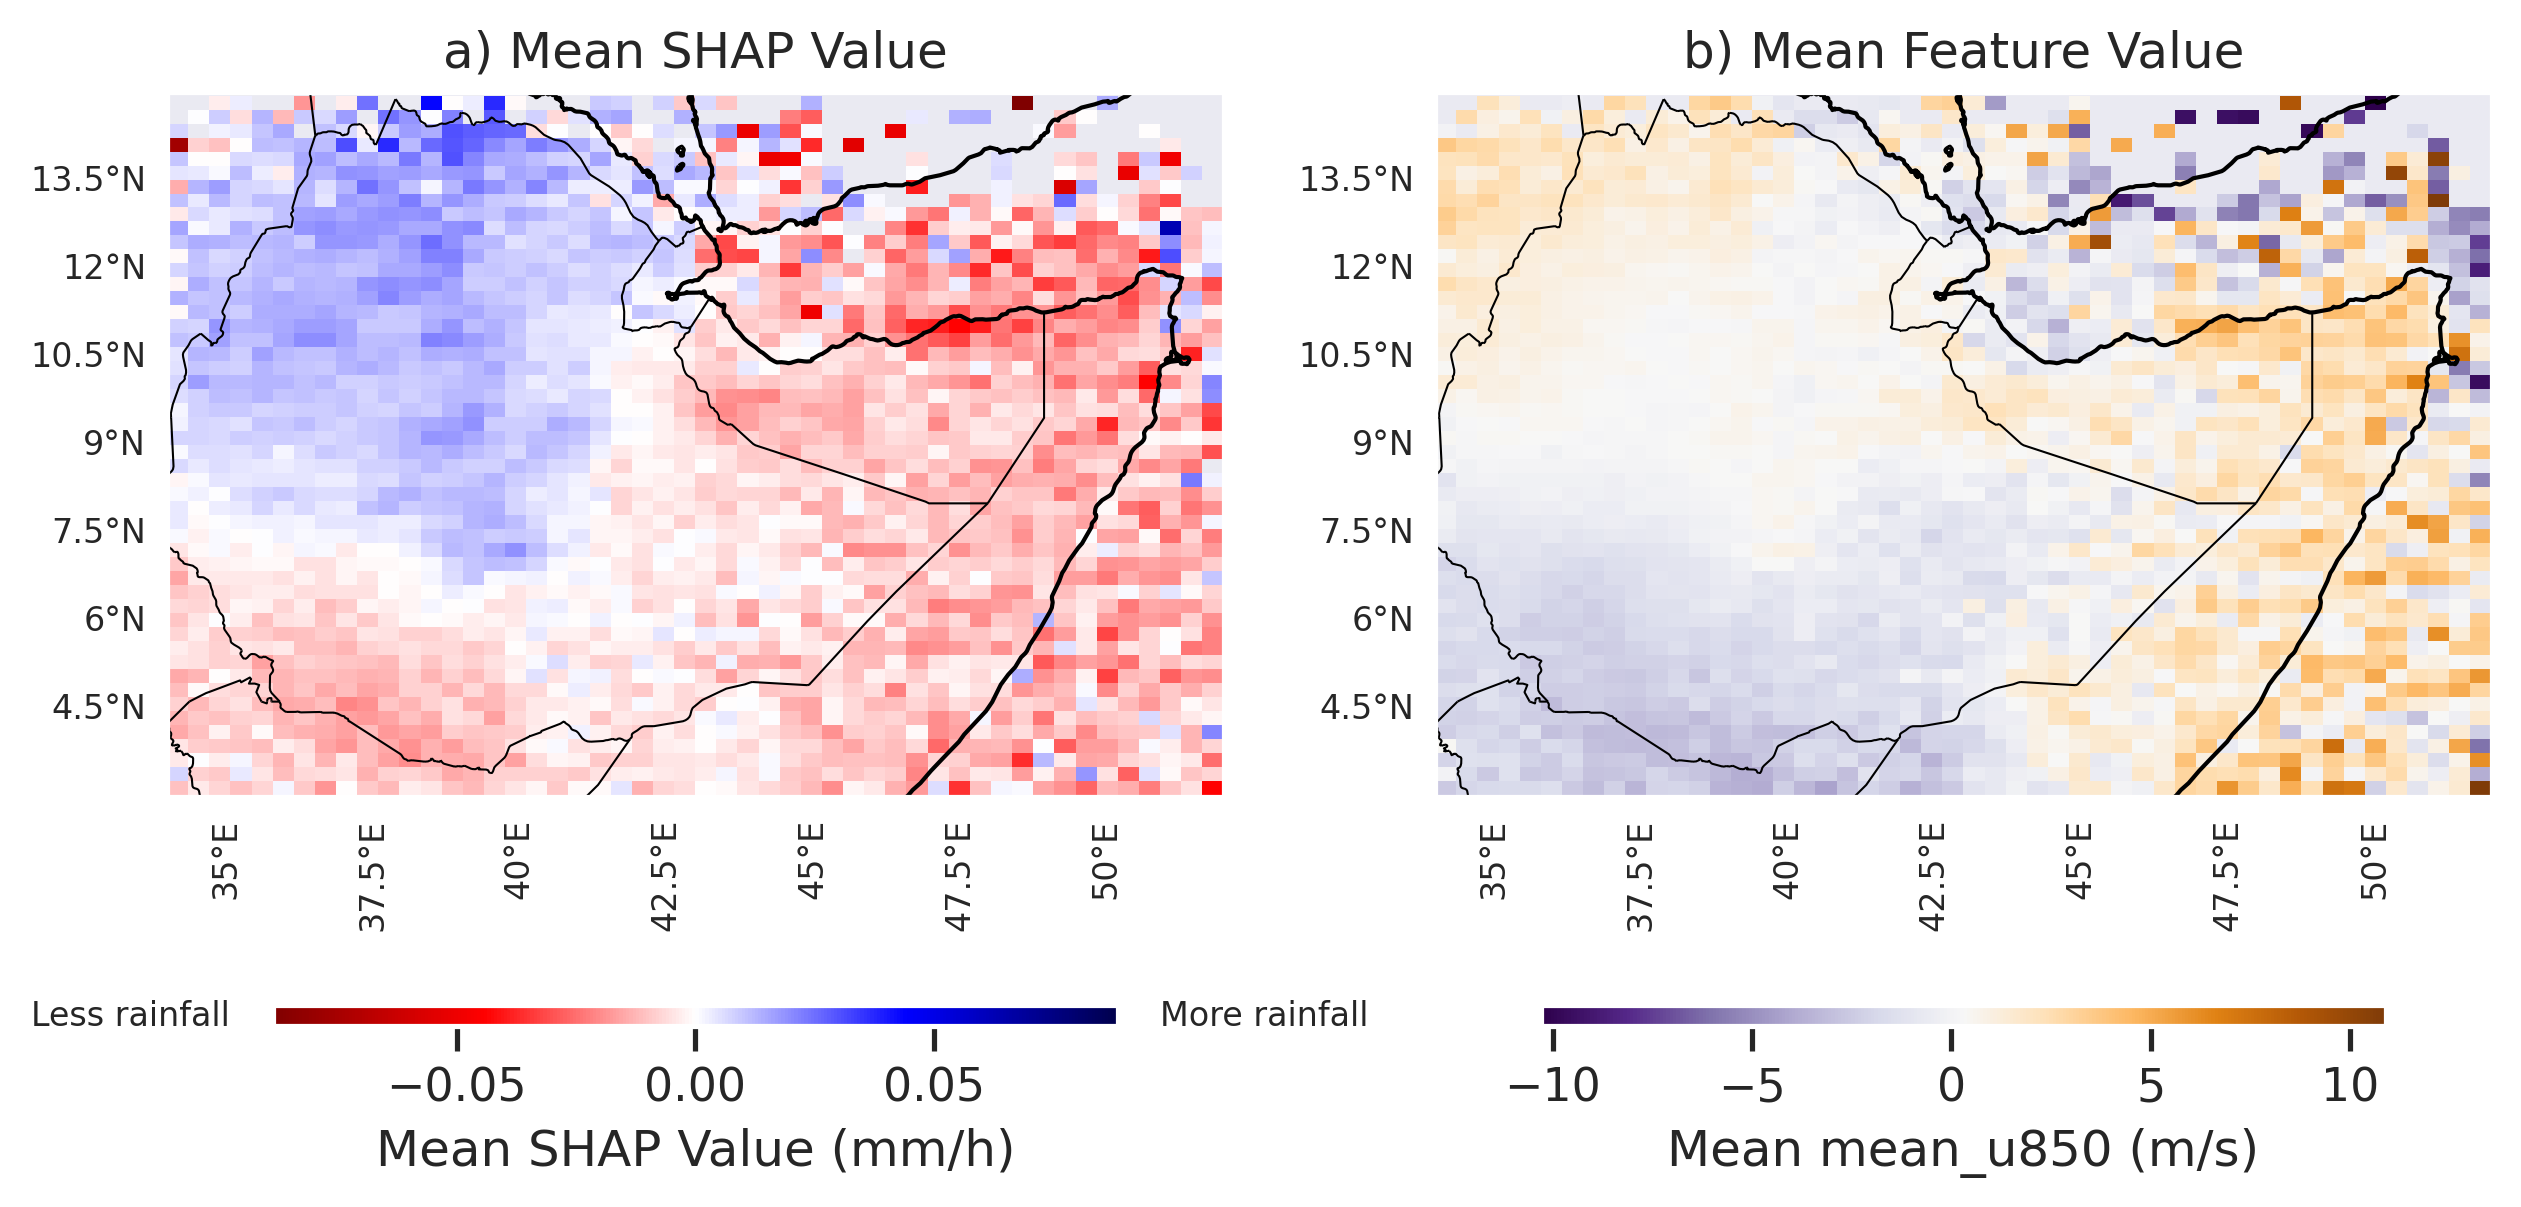 a) Mean SHAP Value
13.5°N
12°N
10.5°N
9°N
7.5°N
6°N
4.5°N
35°E
37.5°E
40°E
42.5°E
45°E
47.5°E
50°E
Less rainfall
More rainfall
−0.05
0.00
0.05
Mean SHAP Value (mm/h)
b) Mean Feature Value
13.5°N
12°N
10.5°N
9°N
7.5°N
6°N
4.5°N
35°E
37.5°E
40°E
42.5°E
45°E
47.5°E
50°E
−10
−5
0
5
10
Mean mean_u850 (m/s)